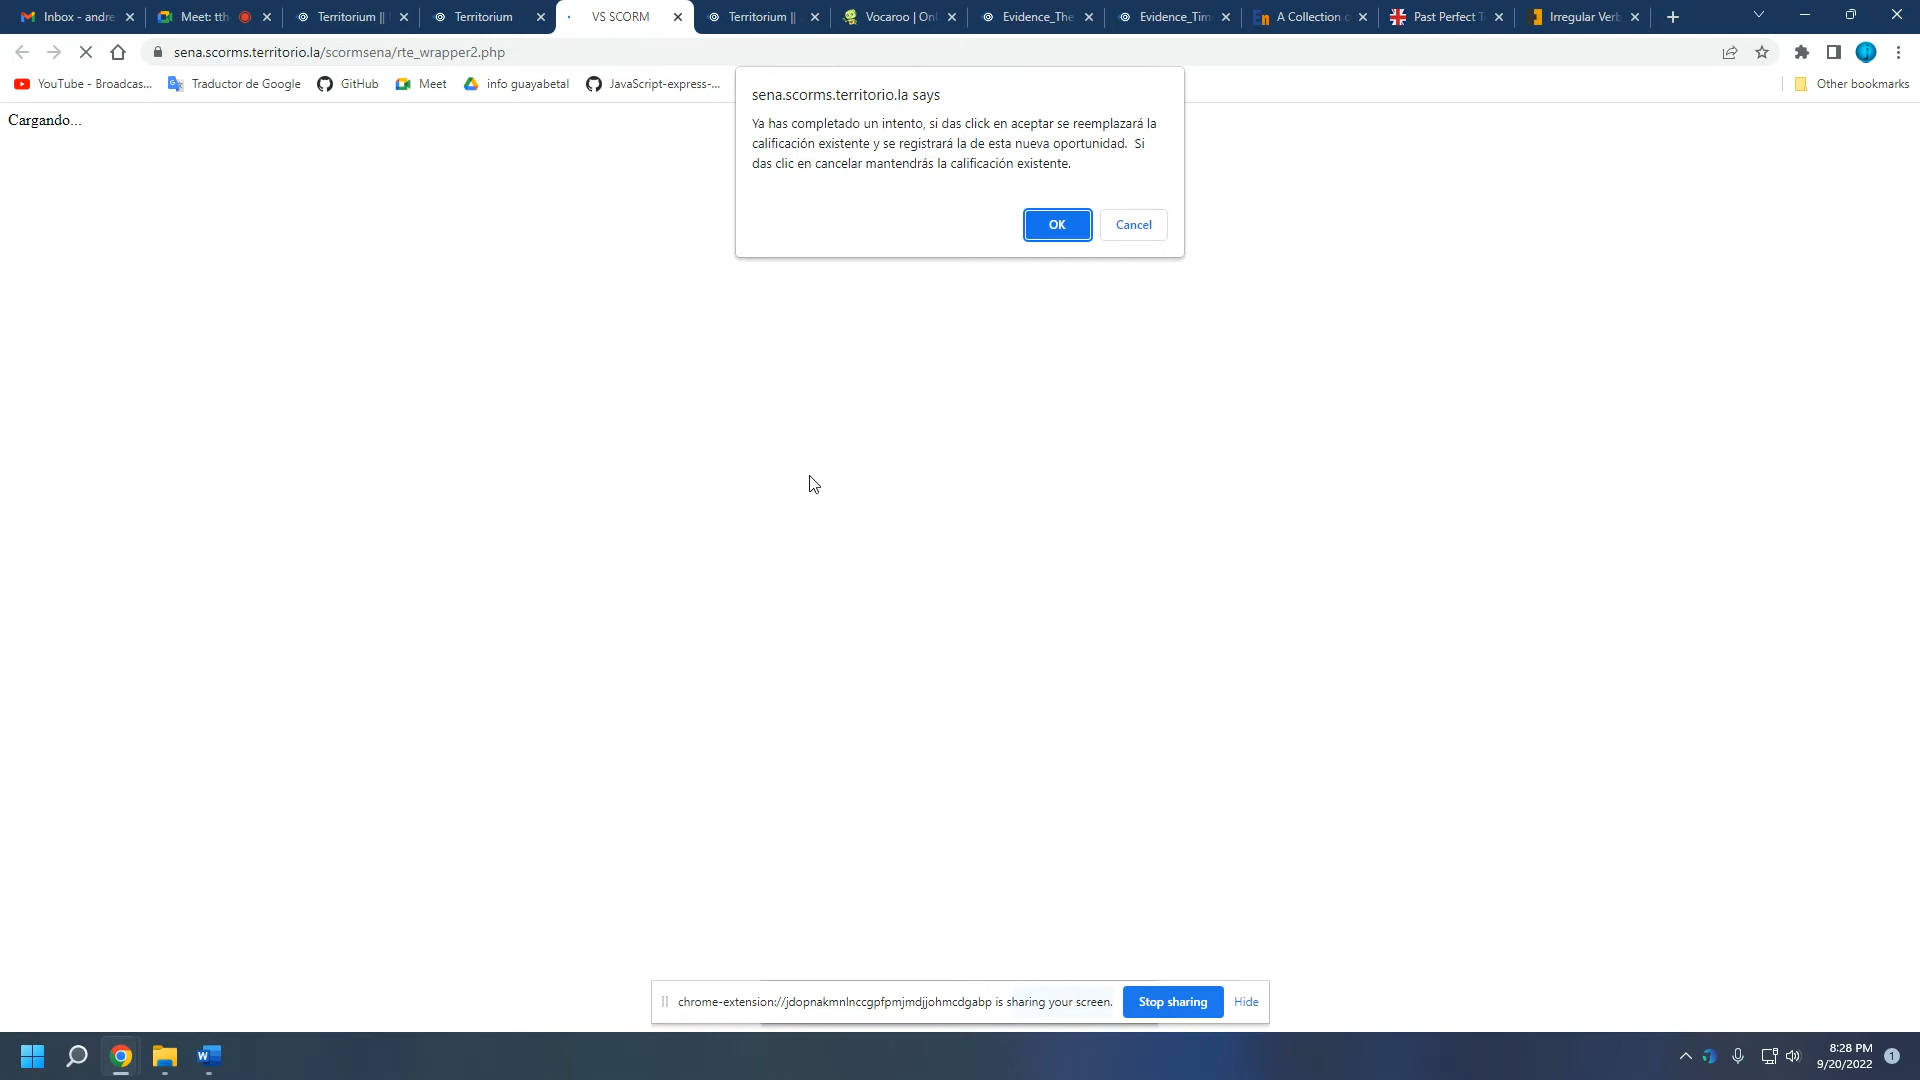 Inbox - andre
Meet: tth
Territorium ||
Territorium
VS SCORM
Territorium ||
Vocaroo | Onl
Evidence_The
Evidence_Tim
A Collection o
Past Perfect T
Irregular Verb
sena.scorms.territorio.la/scormsena/rte_wrapper2.php
YouTube - Broadcas...
Traductor de Google
GitHub
Meet
info guayabetal
JavaScript-express-...
Other bookmarks
Cargando...
sena.scorms.territorio.la says
Ya has completado un intento, si das click en aceptar se reemplazará la
calificación existente y se registrará la de esta nueva oportunidad. Si
das clic en cancelar mantendrás la calificación existente.
OK
Cancel
chrome-extension://jdopnakmnlnccgpfpmjmdjjohmcdgabp is sharing your screen.
Stop sharing
Hide
8:28 PM
9/20/2022
1